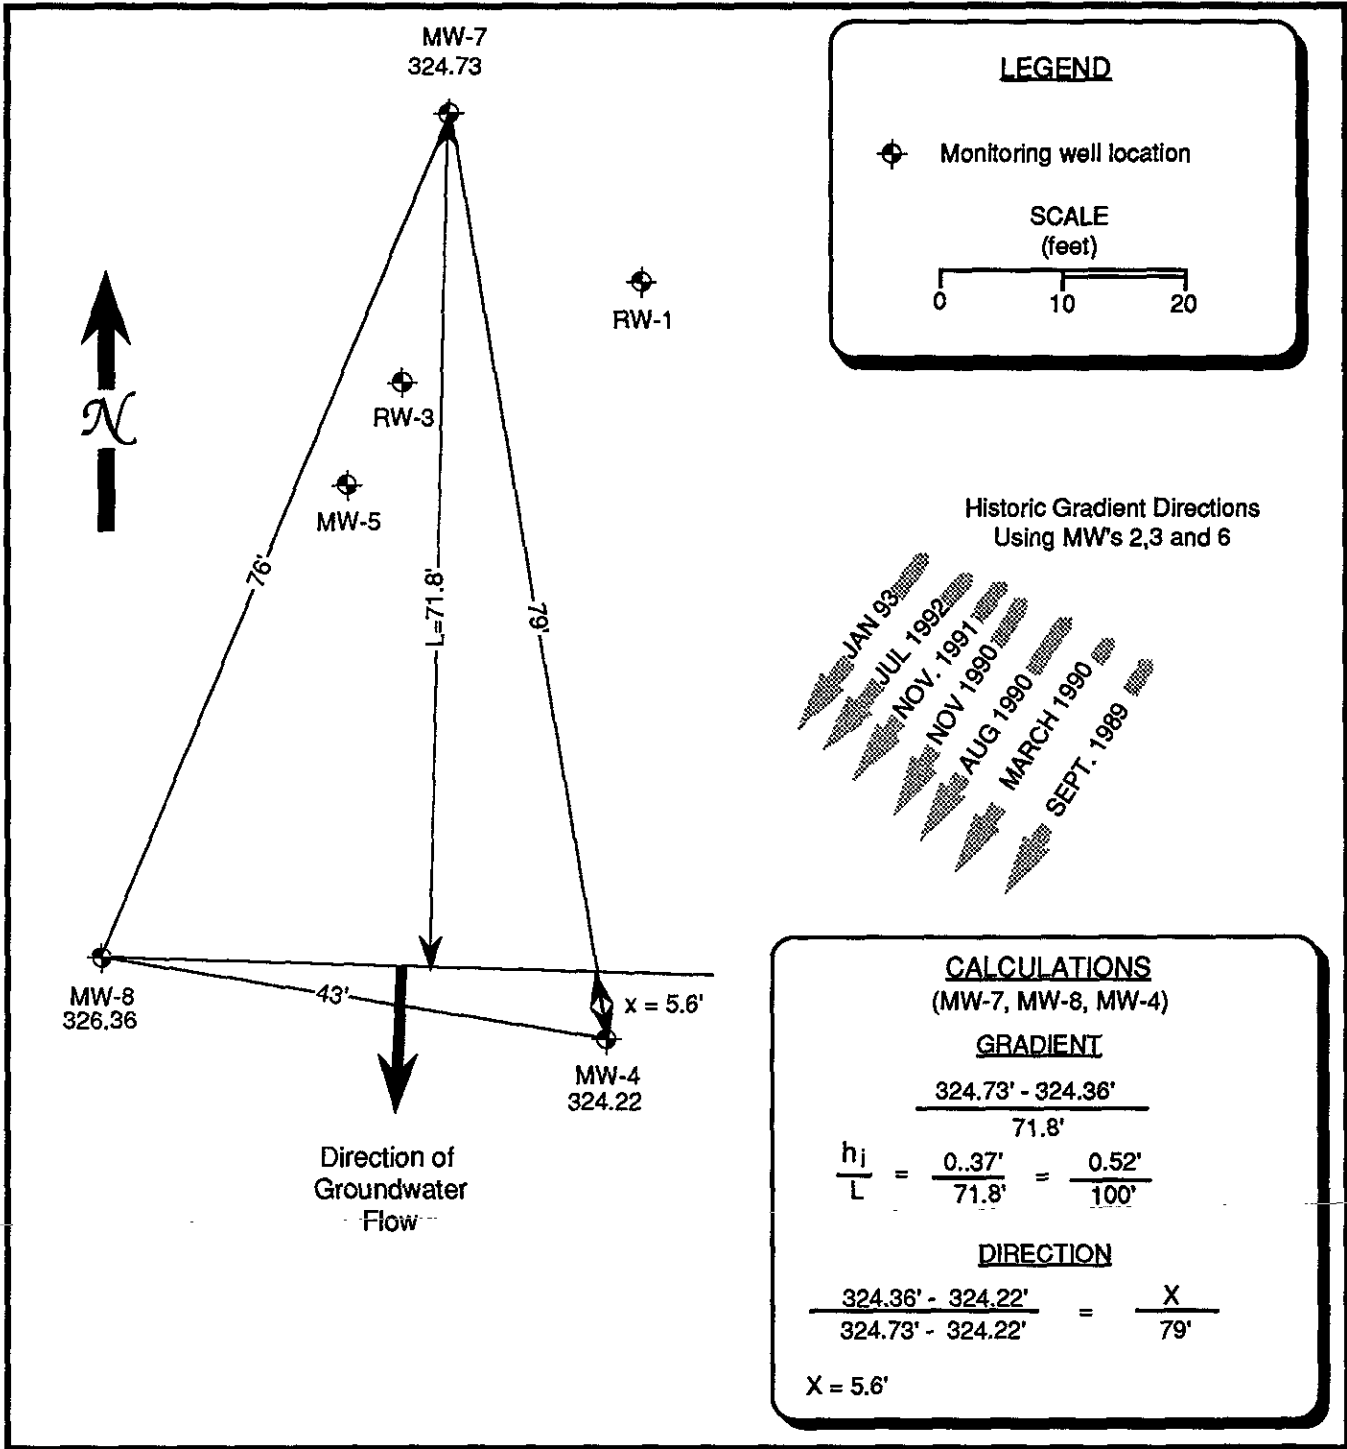 MW-7
324.73
LEGEND
Monitoring well location
SCALE
(feet)
0 10 20
RW-1
N
RW-3
MW-5
76'
L=71.8'
79'
Historic Gradient Directions
Using MW's 2,3 and 6
JAN 93
JUL 1992
NOV. 1991
NOV 1990
AUG 1990
MARCH 1990
SEPT. 1989
MW-8
326.36
43'
x = 5.6'
MW-4
324.22
Direction of
Groundwater
Flow
CALCULATIONS
(MW-7, MW-8, MW-4)
GRADIENT
324.73' - 324.36'
71.8'
hi = 0..37' = 0.52'
L 71.8' 100'
DIRECTION
324.36' - 324.22' = X
324.73' - 324.22' 79'
X = 5.6'